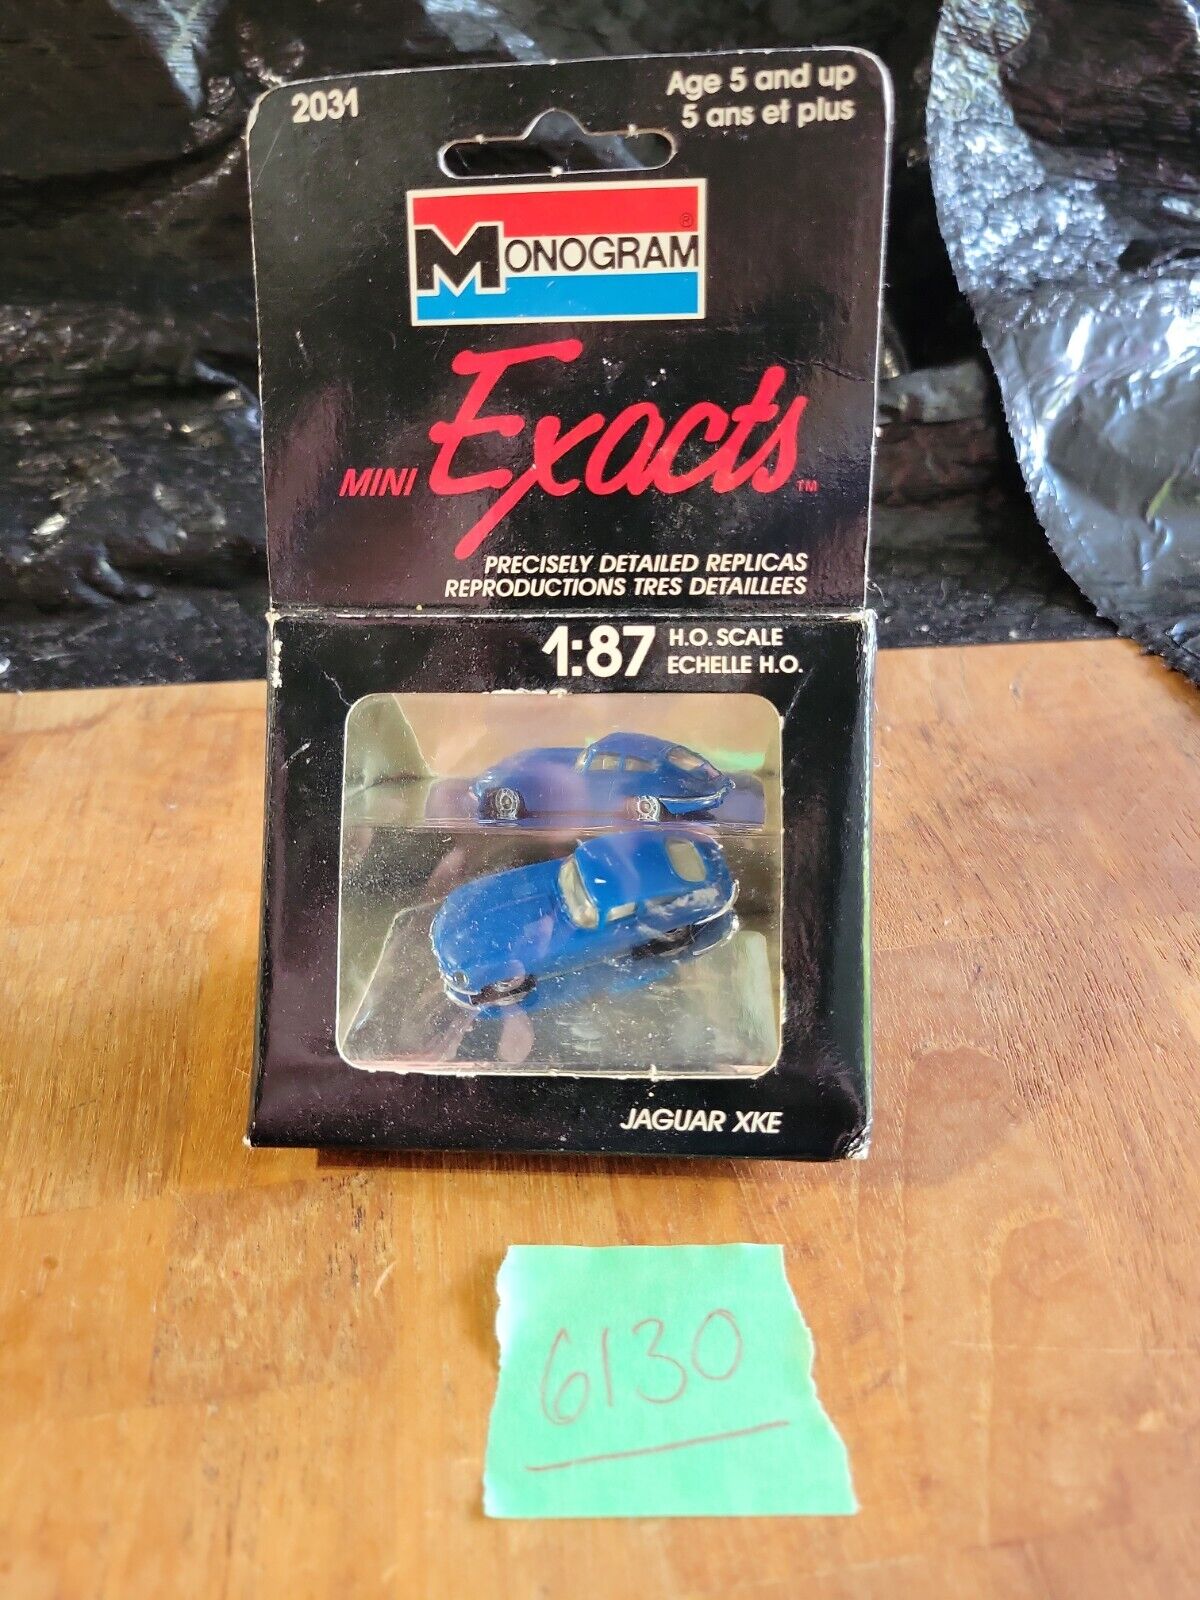 2031
Age 5 and up
5 ans et plus
MONOGRAM®
MINI Exacts™
PRECISELY DETAILED REPLICAS
REPRODUCTIONS TRES DETAILLEES
1:87 H.O. SCALE
ECHELLE H.O.
JAGUAR XKE
6130